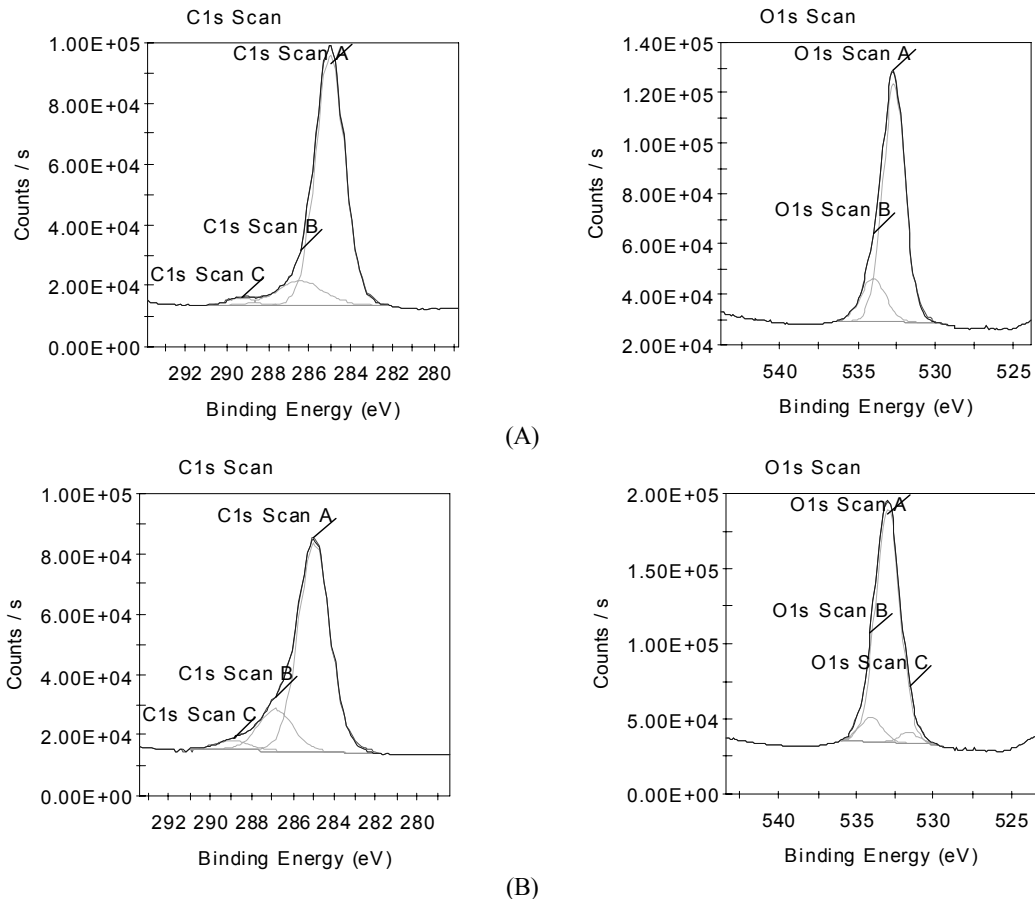 C1s Scan
1.00E+05
8.00E+04
6.00E+04
4.00E+04
2.00E+04
0.00E+00
Counts / s
C1s Scan A
C1s Scan B
C1s Scan C
292 290 288 286 284 282 280
Binding Energy (eV)
O1s Scan
1.40E+05
1.20E+05
1.00E+05
8.00E+04
6.00E+04
4.00E+04
2.00E+04
Counts / s
O1s Scan A
O1s Scan B
540 535 530 525
Binding Energy (eV)
(A)
C1s Scan
1.00E+05
8.00E+04
6.00E+04
4.00E+04
2.00E+04
0.00E+00
Counts / s
C1s Scan A
C1s Scan B
C1s Scan C
292 290 288 286 284 282 280
Binding Energy (eV)
O1s Scan
2.00E+05
1.50E+05
1.00E+05
5.00E+04
0.00E+00
Counts / s
O1s Scan A
O1s Scan B
O1s Scan C
540 535 530 525
Binding Energy (eV)
(B)